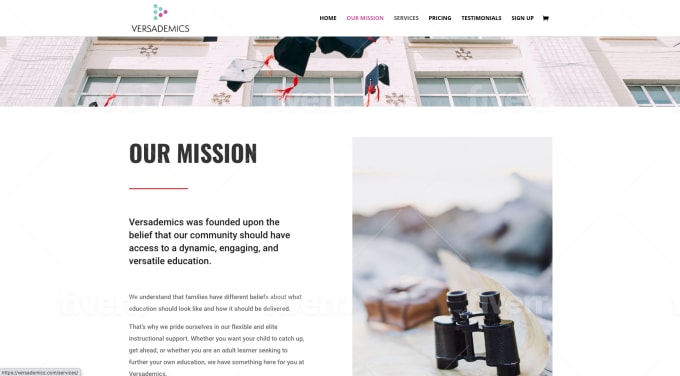 VERSADEMICS
HOME OUR MISSION SERVICES PRICING TESTIMONIALS SIGN UP
OUR MISSION
Versademics was founded upon the
belief that our community should have
access to a dynamic, engaging, and
versatile education.
We understand that families have different beliefs about what
education should look like and how it should be delivered.
That's why we pride ourselves in our flexible and elite
instructional support. Whether you want your child to catch up,
get ahead, or whether you are an adult learner seeking to
further your own education, we have something here for you at
Versademics.
https://versademics.com/services/